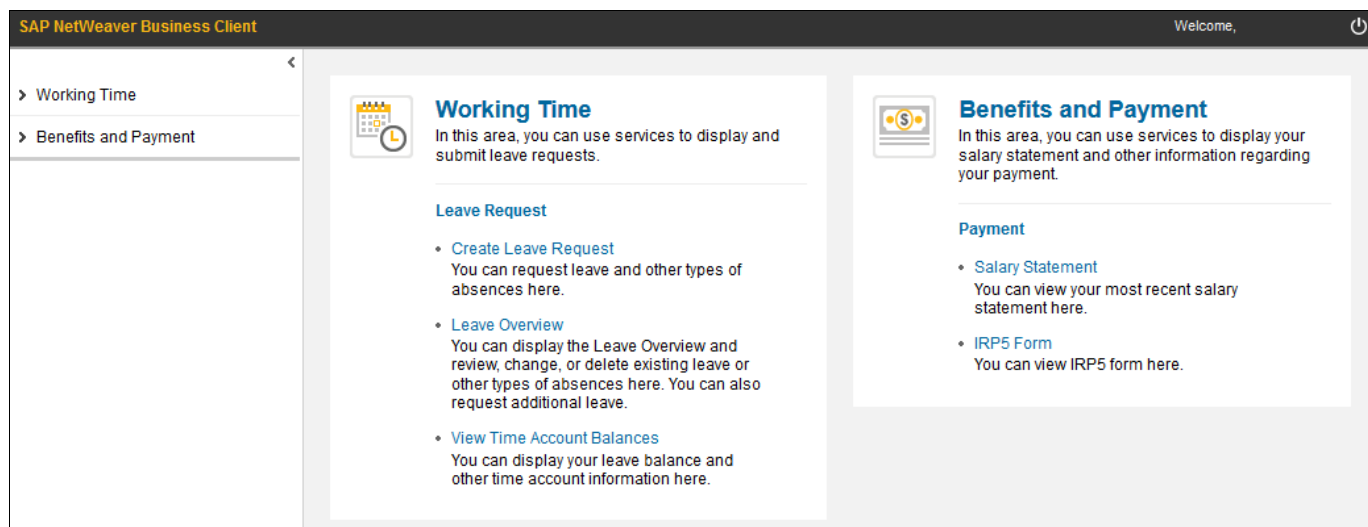 SAP NetWeaver Business Client
Welcome,
Working Time
Benefits and Payment
Working Time
In this area, you can use services to display and
submit leave requests.
Leave Request
Create Leave Request
You can request leave and other types of
absences here.
Leave Overview
You can display the Leave Overview and
review, change, or delete existing leave or
other types of absences here. You can also
request additional leave.
View Time Account Balances
You can display your leave balance and
other time account information here.
Benefits and Payment
In this area, you can use services to display your
salary statement and other information regarding
your payment.
Payment
Salary Statement
You can view your most recent salary
statement here.
IRP5 Form
You can view IRP5 form here.